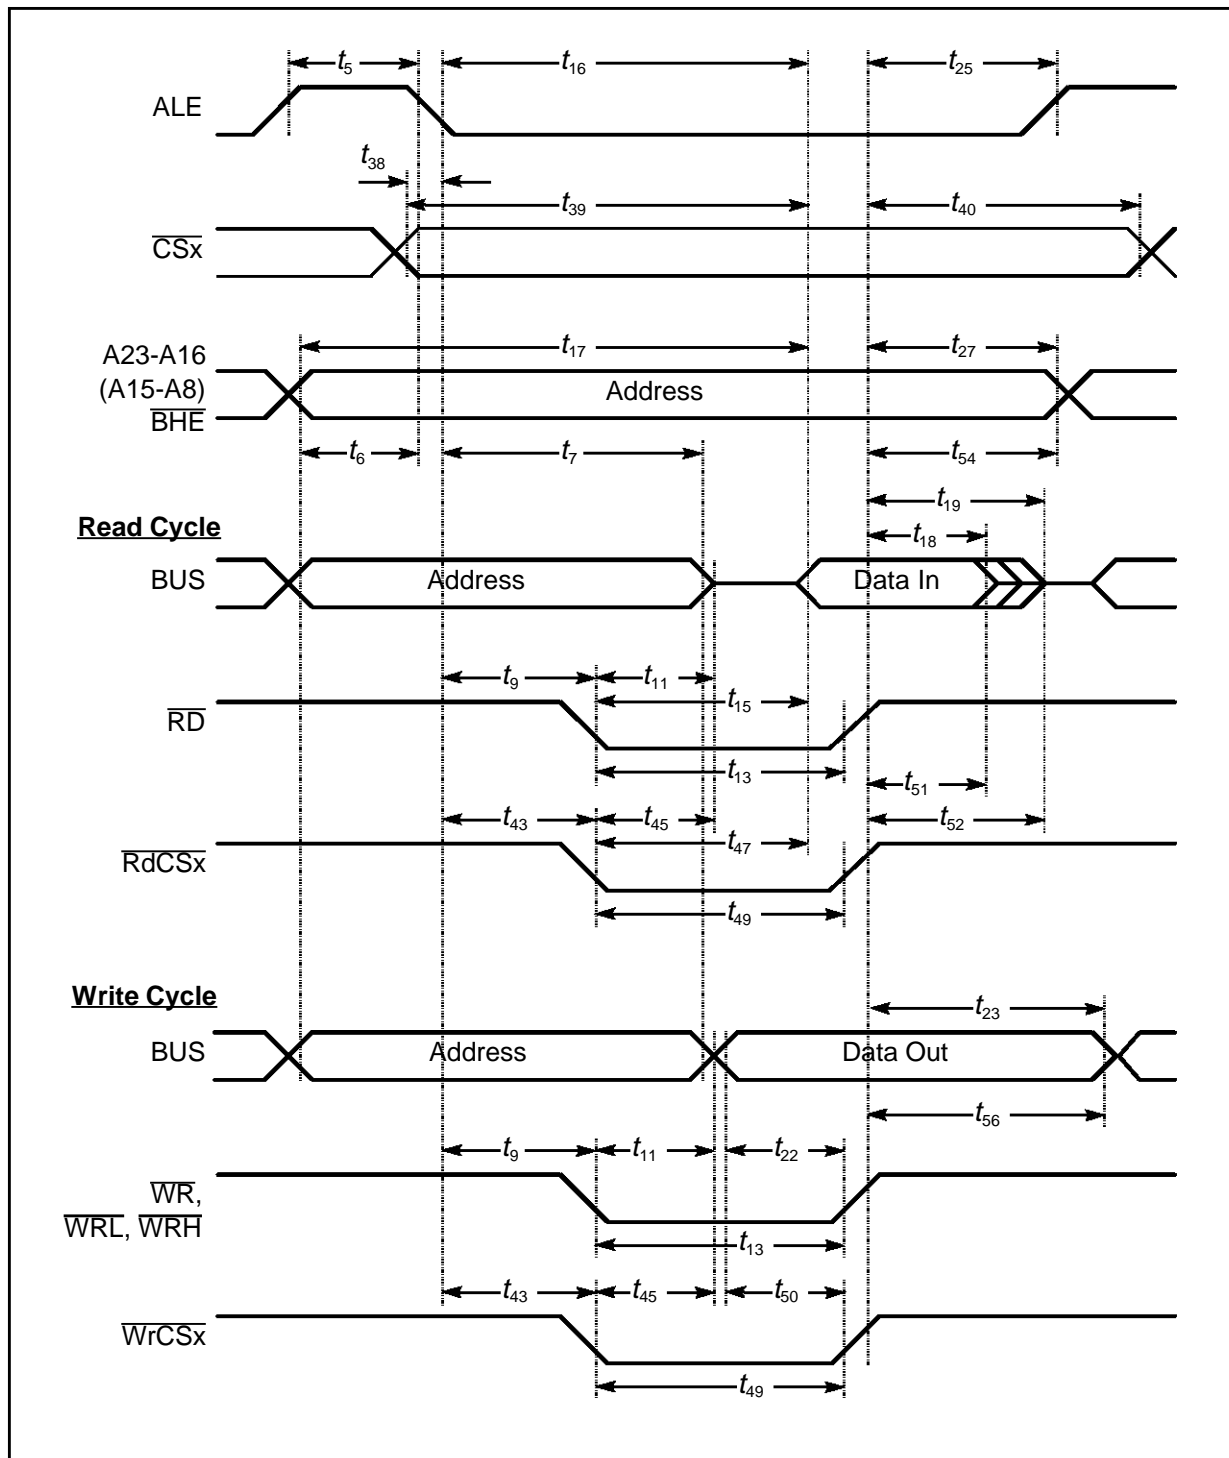 t5 t16 t25
ALE
t38
t39 t40
CSx
t17 t27
A23-A16
(A15-A8)
BHE
Address
t6 t7 t54
t19
Read Cycle
t18
BUS Address Data In
t9 t11
t15
RD
t13 t51
t43 t45 t52
t47
RdCSx
t49
Write Cycle
t23
BUS Address Data Out
t56
t9 t11 t22
WR,
WRL, WRH
t13
t43 t45 t50
WrCSx
t49